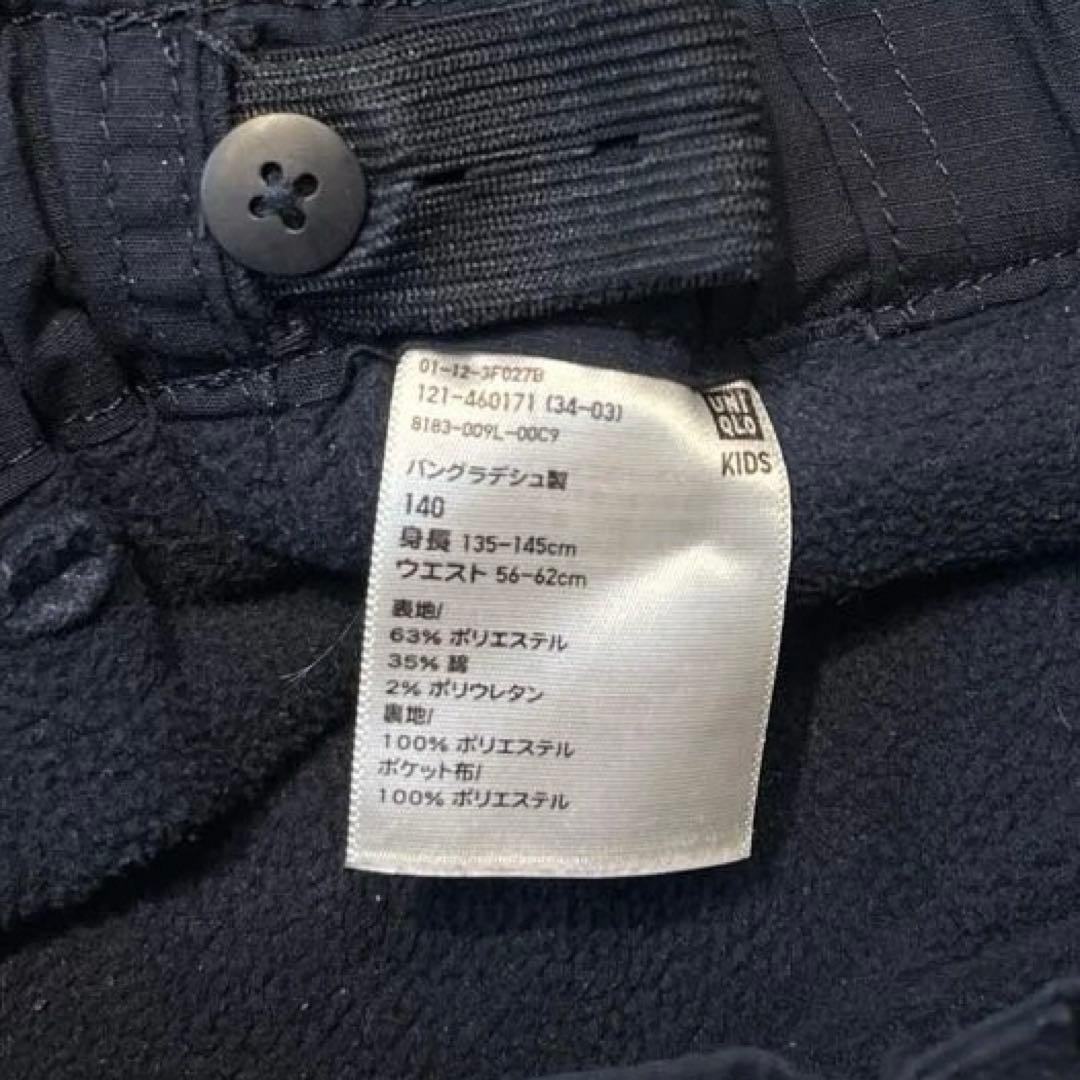 01-12-3F027B
121-460171 (34-03)
8183-009L-00C9
UNI
QLO
KIDS
バングラデシュ製
140
身長 135-145cm
ウエスト 56-62cm
表地/
63% ポリエステル
35% 綿
2% ポリウレタン
裏地/
100% ポリエステル
ポケット布/
100% ポリエステル